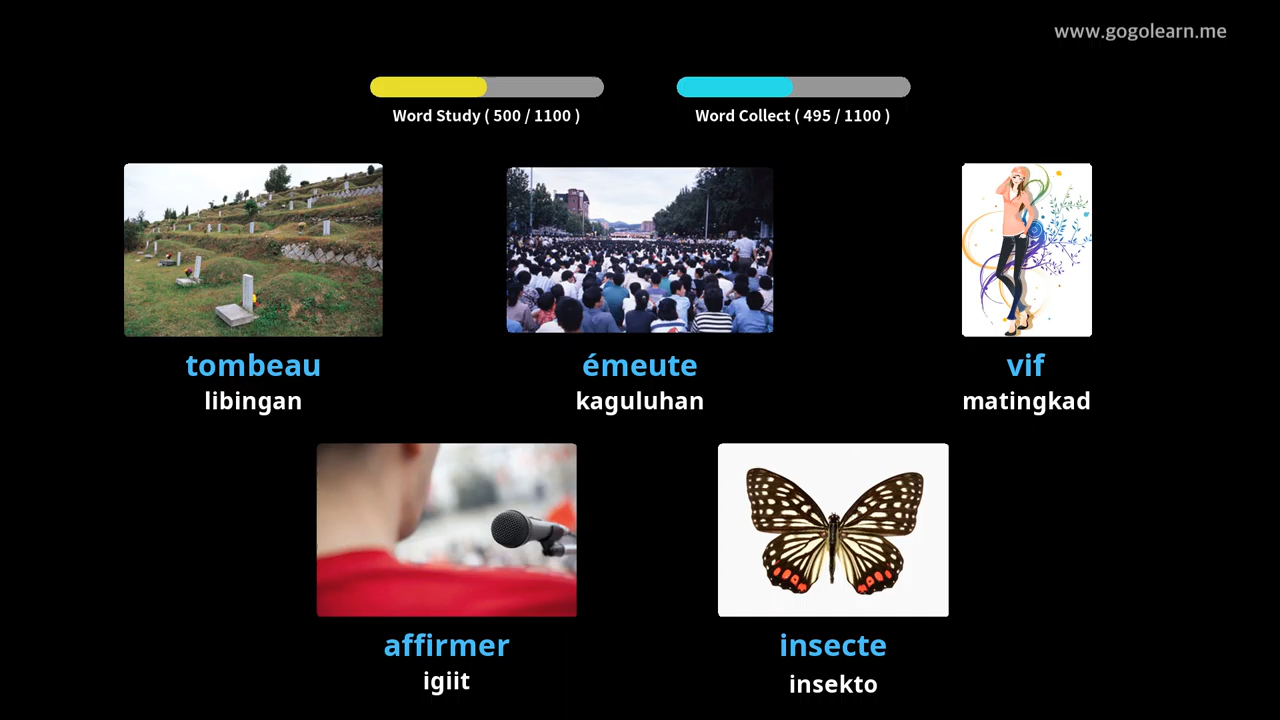 www.gogolearn.me
Word Study ( 500 / 1100 )
Word Collect ( 495 / 1100 )
tombeau
libingan
émeute
kaguluhan
vif
matingkad
affirmer
igiit
insecte
insekto